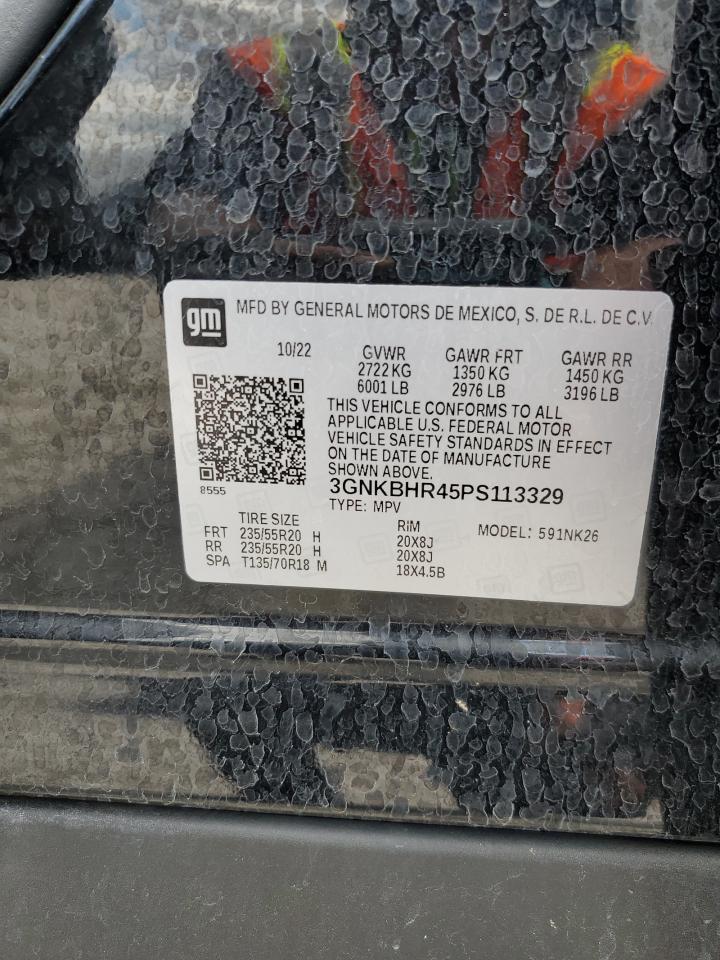 gm MFD BY GENERAL MOTORS DE MEXICO, S. DE R.L. DE C.V.
10/22 GVWR GAWR FRT GAWR RR
2722 KG 1350 KG 1450 KG
6001 LB 2976 LB 3196 LB
THIS VEHICLE CONFORMS TO ALL
APPLICABLE U.S. FEDERAL MOTOR
VEHICLE SAFETY STANDARDS IN EFFECT
ON THE DATE OF MANUFACTURE
SHOWN ABOVE.
8555 3GNKBHR45PS113329
TYPE: MPV
TIRE SIZE RIM MODEL: 591NK26
FRT 235/55R20 H 20X8J
RR 235/55R20 H 20X8J
SPA T135/70R18 M 18X4.5B